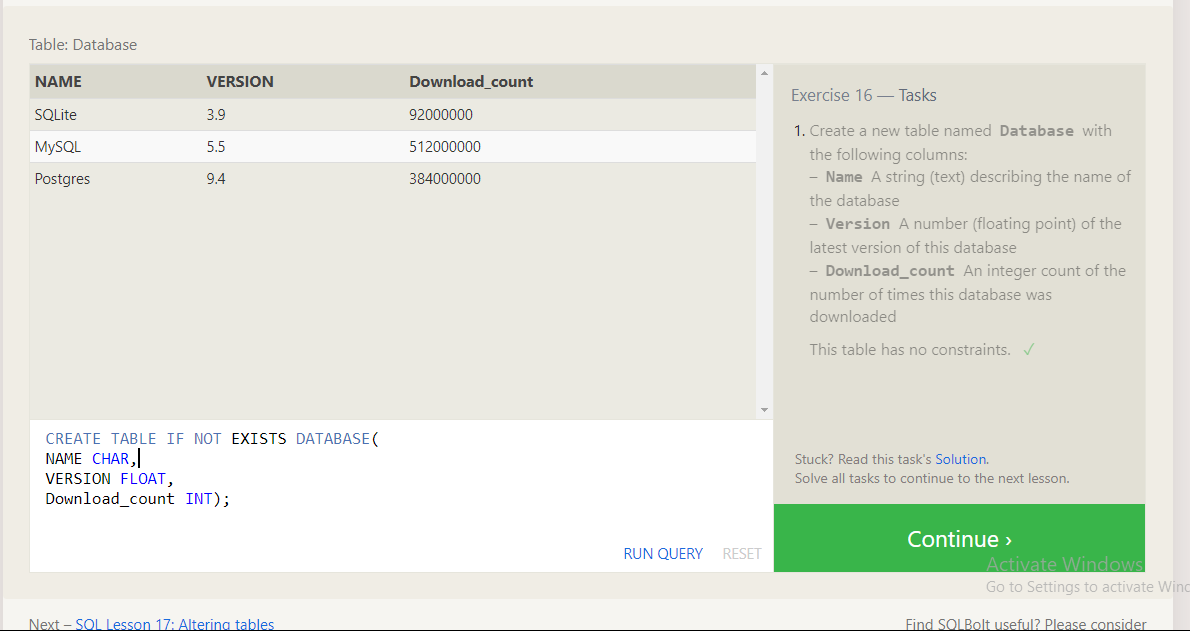 Table: Database
NAME VERSION Download_count
SQLite 3.9 92000000
MySQL 5.5 512000000
Postgres 9.4 384000000
Exercise 16 — Tasks
1. Create a new table named Database with
the following columns:
– Name A string (text) describing the name of
the database
– Version A number (floating point) of the
latest version of this database
– Download_count An integer count of the
number of times this database was
downloaded
This table has no constraints. ✓
CREATE TABLE IF NOT EXISTS DATABASE(
NAME CHAR,
VERSION FLOAT,
Download_count INT);
RUN QUERY RESET
Stuck? Read this task's Solution.
Solve all tasks to continue to the next lesson.
Continue ›
Activate Windows
Go to Settings to activate Wind
Next – SQL Lesson 17: Altering tables
Find SQLBolt useful? Please consider